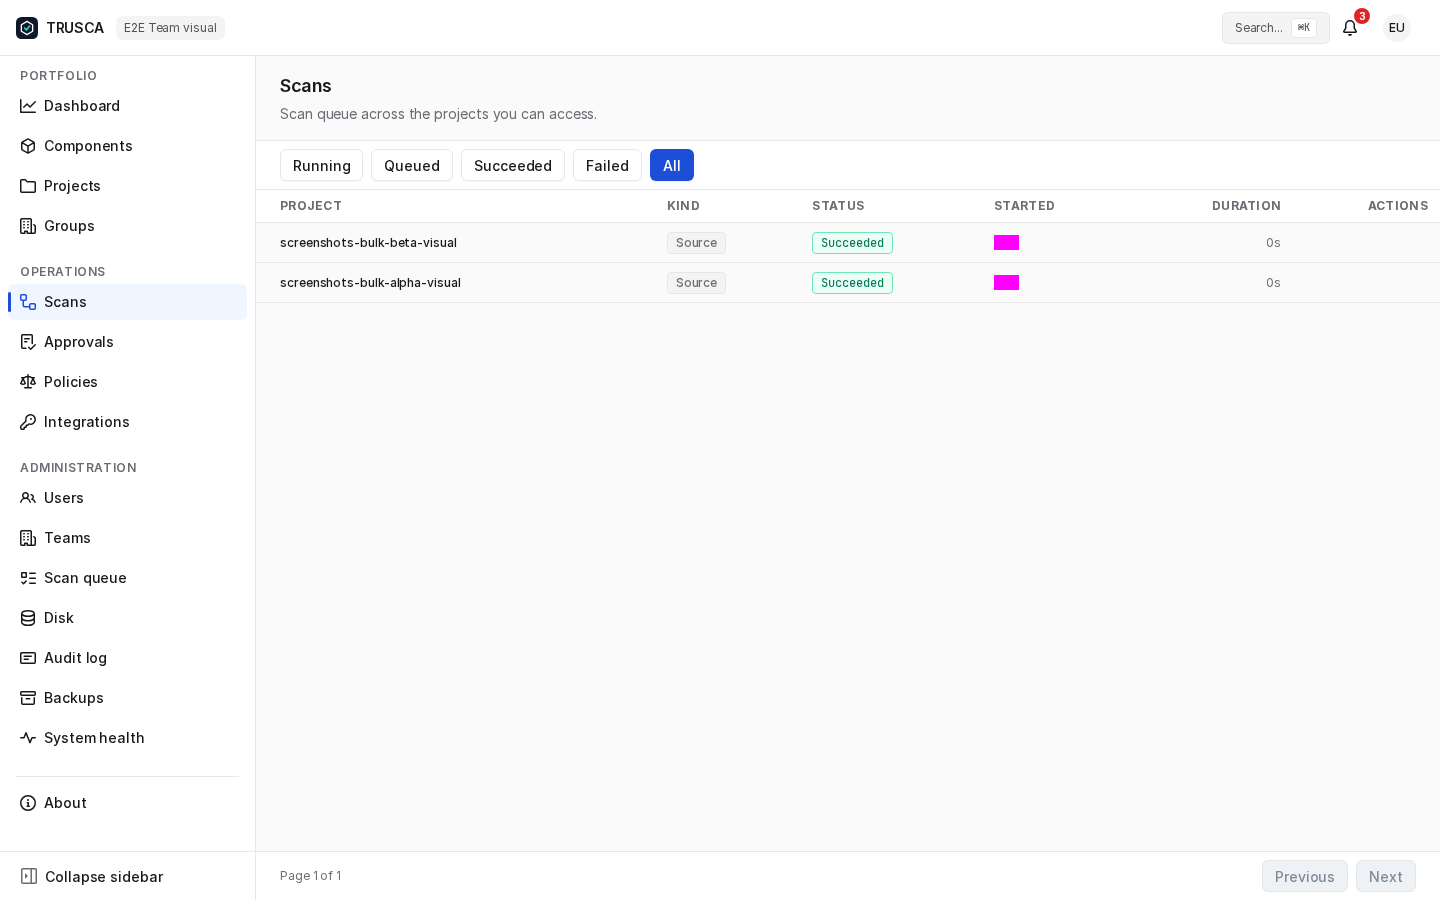 TRUSCA
E2E Team visual
Search...
⌘K
3
EU
PORTFOLIO
Dashboard
Components
Projects
Groups
OPERATIONS
Scans
Approvals
Policies
Integrations
ADMINISTRATION
Users
Teams
Scan queue
Disk
Audit log
Backups
System health
About
Collapse sidebar
Scans
Scan queue across the projects you can access.
Running Queued Succeeded Failed All
PROJECT KIND STATUS STARTED DURATION ACTIONS
screenshots-bulk-beta-visual Source Succeeded 0s
screenshots-bulk-alpha-visual Source Succeeded 0s
Page 1 of 1
Previous Next